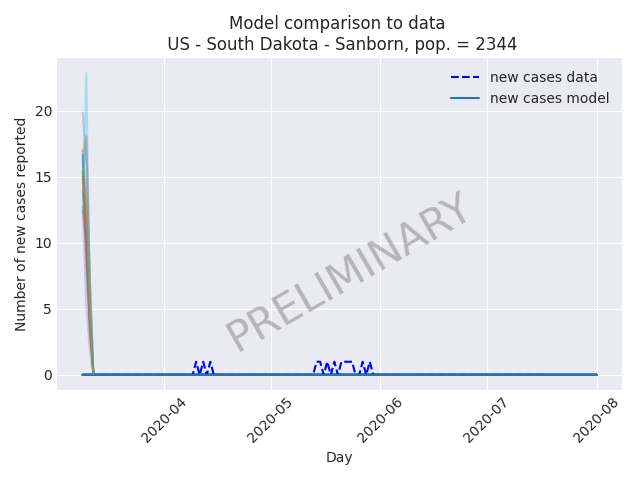 Model comparison to data
US - South Dakota - Sanborn, pop. = 2344
new cases data
new cases model
Number of new cases reported
20
15
10
5
0
PRELIMINARY
2020-04
2020-05
2020-06
2020-07
2020-08
Day